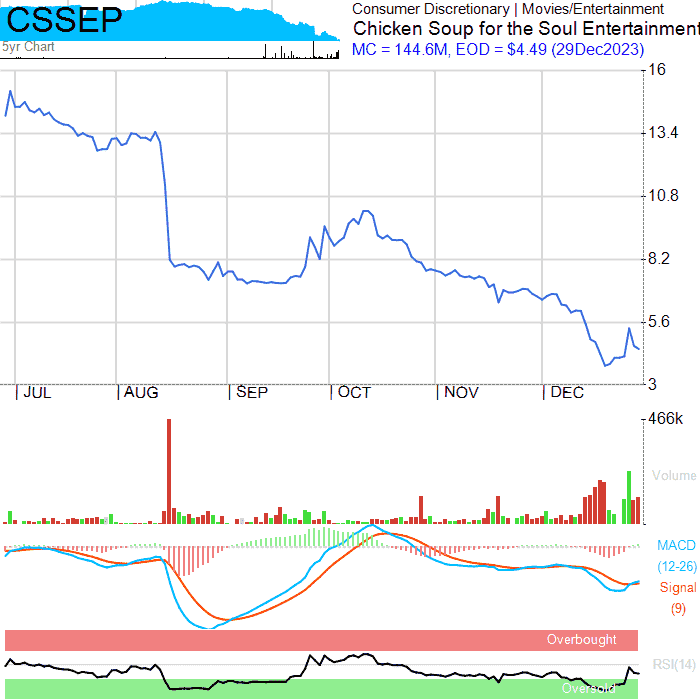 CSSEP
5yr Chart
Consumer Discretionary | Movies/Entertainment
Chicken Soup for the Soul Entertainment
MC = 144.6M, EOD = $4.49 (29Dec2023)
16
13.4
10.8
8.2
5.6
3
JUL
AUG
SEP
OCT
NOV
DEC
466k
Volume
MACD
(12-26)
Signal
(9)
Overbought
RSI(14)
Oversold